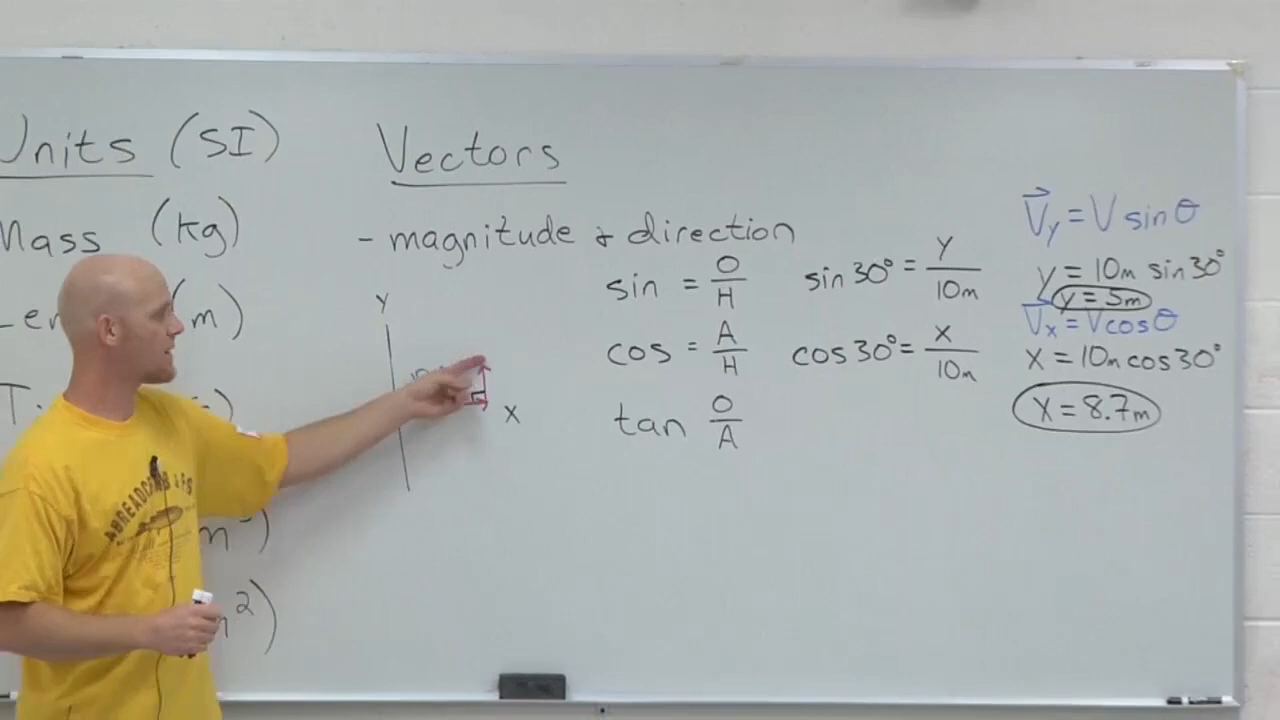 Units (SI)
Mass (kg)
(m)
Vectors
- magnitude & direction
Y
X
sin = O/H
cos = A/H
tan O/A
sin 30° = Y/10m
cos 30° = X/10m
V⃗y = V sin θ
y = 10m sin 30°
y = 5m
V⃗x = V cos θ
X = 10m cos 30°
X = 8.7m